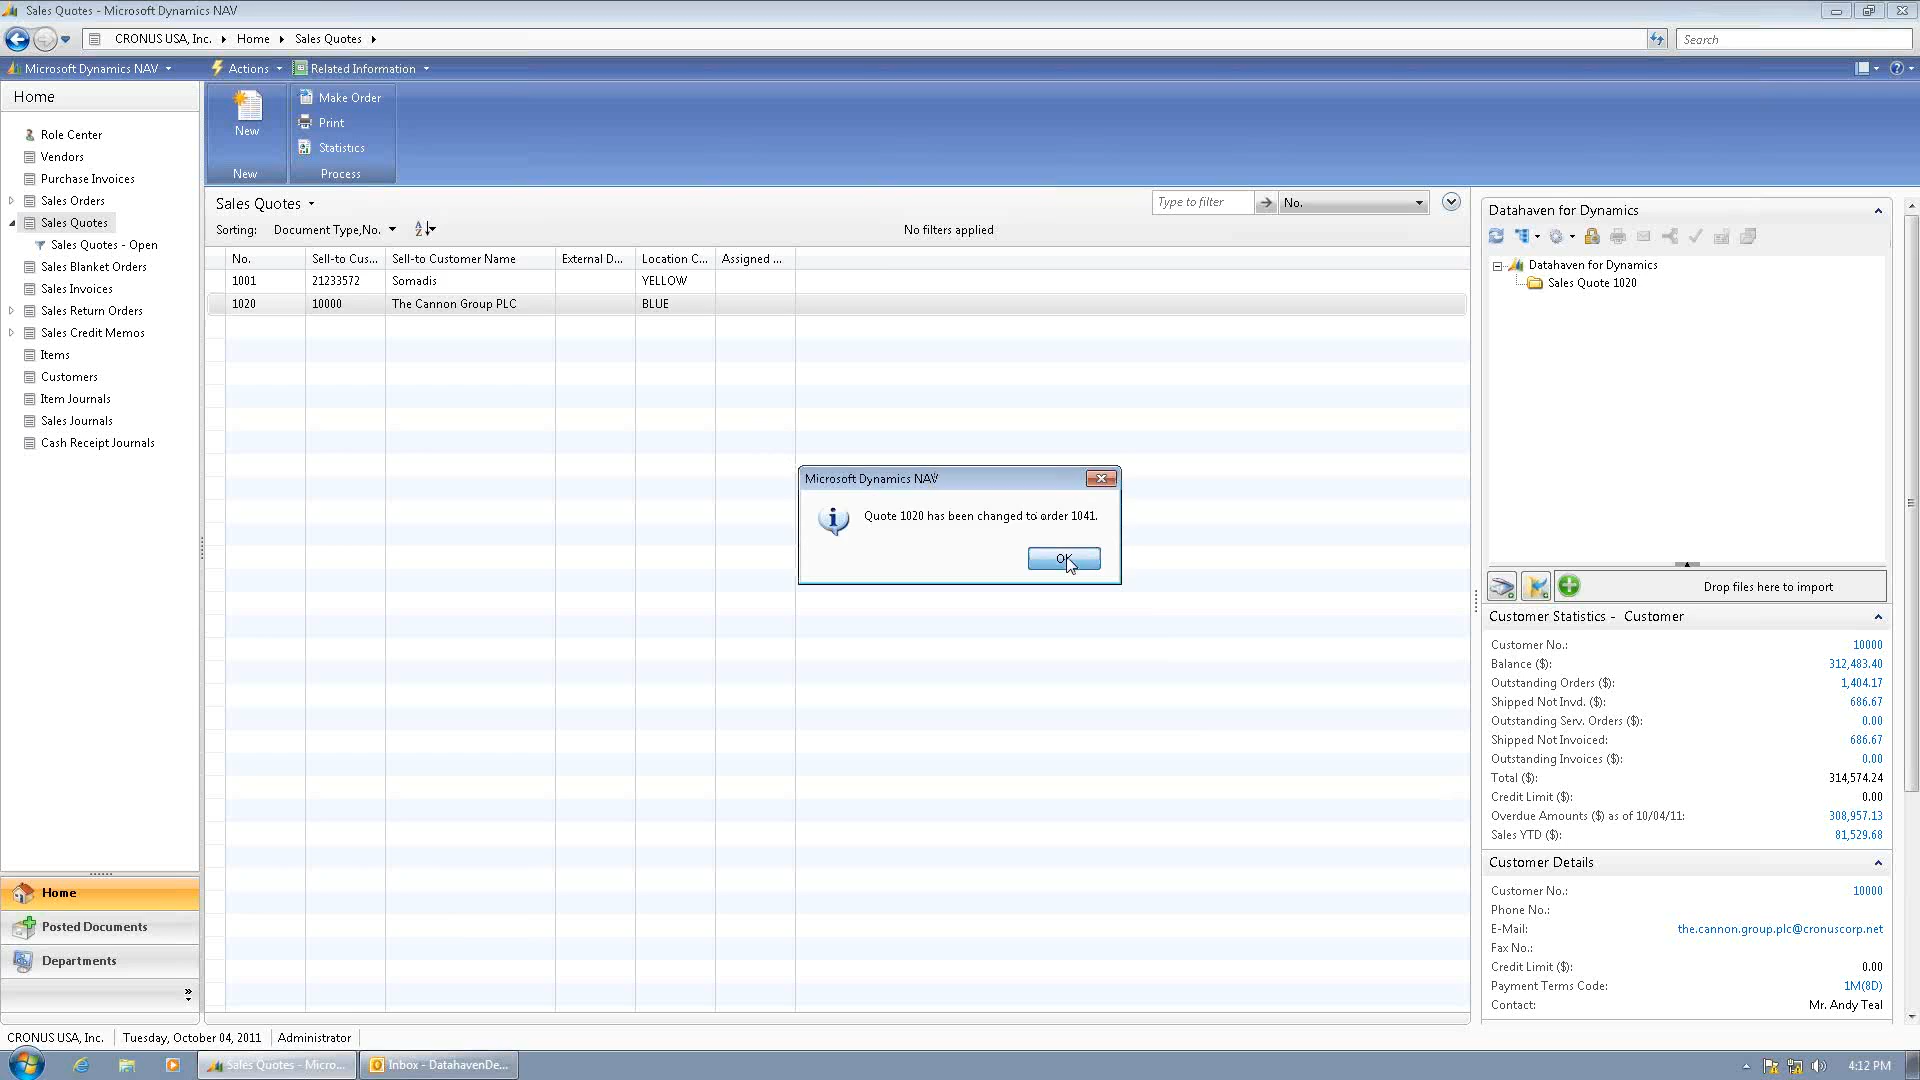 Sales Quotes - Microsoft Dynamics NAV
CRONUS USA, Inc. Home Sales Quotes
Search
Microsoft Dynamics NAV Actions Related Information
Home
Role Center
Vendors
Purchase Invoices
Sales Orders
Sales Quotes
Sales Quotes - Open
Sales Blanket Orders
Sales Invoices
Sales Return Orders
Sales Credit Memos
Items
Customers
Item Journals
Sales Journals
Cash Receipt Journals
Home
Posted Documents
Departments
New
New
Make Order
Print
Statistics
Process
Sales Quotes
Type to filter
No.
Sorting: Document Type,No.
No filters applied
No. Sell-to Cus... Sell-to Customer Name External D... Location C... Assigned ...
1001 21233572 Somadis YELLOW
1020 10000 The Cannon Group PLC BLUE
Microsoft Dynamics NAV
Quote 1020 has been changed to order 1041.
OK
Datahaven for Dynamics
Datahaven for Dynamics
Sales Quote 1020
Drop files here to import
Customer Statistics - Customer
Customer No.: 10000
Balance ($): 312,483.40
Outstanding Orders ($): 1,404.17
Shipped Not Invd. ($): 686.67
Outstanding Serv. Orders ($): 0.00
Shipped Not Invoiced: 686.67
Outstanding Invoices ($): 0.00
Total ($): 314,574.24
Credit Limit ($): 0.00
Overdue Amounts ($) as of 10/04/11: 308,957.13
Sales YTD ($): 81,529.68
Customer Details
Customer No.: 10000
Phone No.:
E-Mail: the.cannon.group.plc@cronuscorp.net
Fax No.:
Credit Limit ($): 0.00
Payment Terms Code: 1M(8D)
Contact: Mr. Andy Teal
CRONUS USA, Inc. Tuesday, October 04, 2011 Administrator
Sales Quotes - Micro... Inbox - DatahavenDe... 4:12 PM